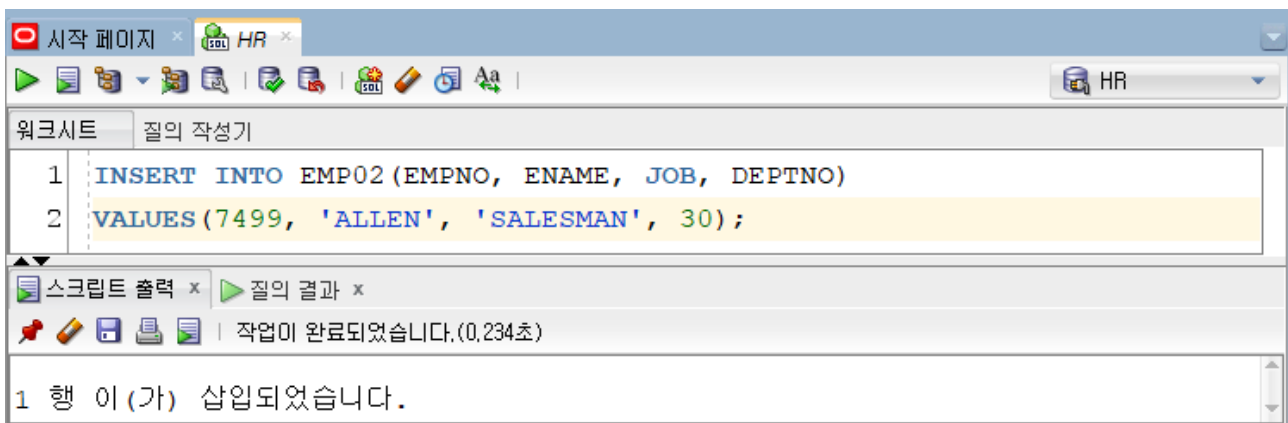 시작 페이지 × HR ×
HR
워크시트 질의 작성기
1 INSERT INTO EMP02(EMPNO, ENAME, JOB, DEPTNO)
2 VALUES(7499, 'ALLEN', 'SALESMAN', 30);
스크립트 출력 × 질의 결과 ×
작업이 완료되었습니다.(0,234초)
1 행 이(가) 삽입되었습니다.